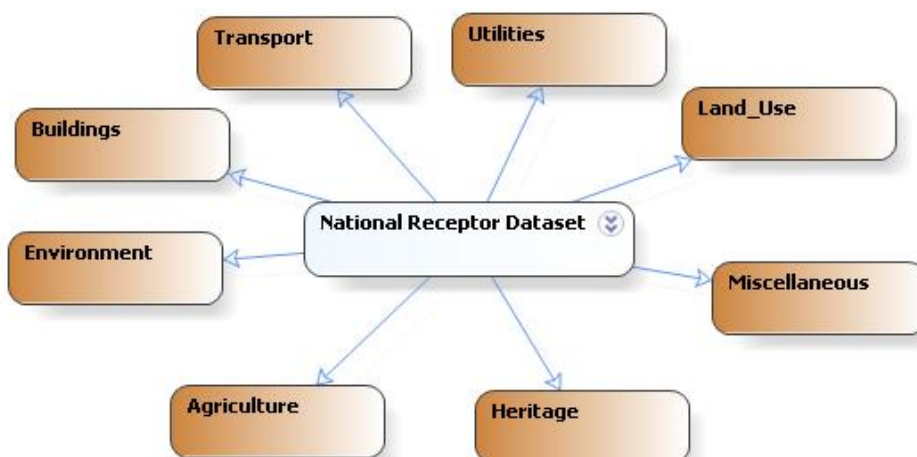 Transport
Utilities
Land_Use
Buildings
National Receptor Dataset
Environment
Miscellaneous
Agriculture
Heritage